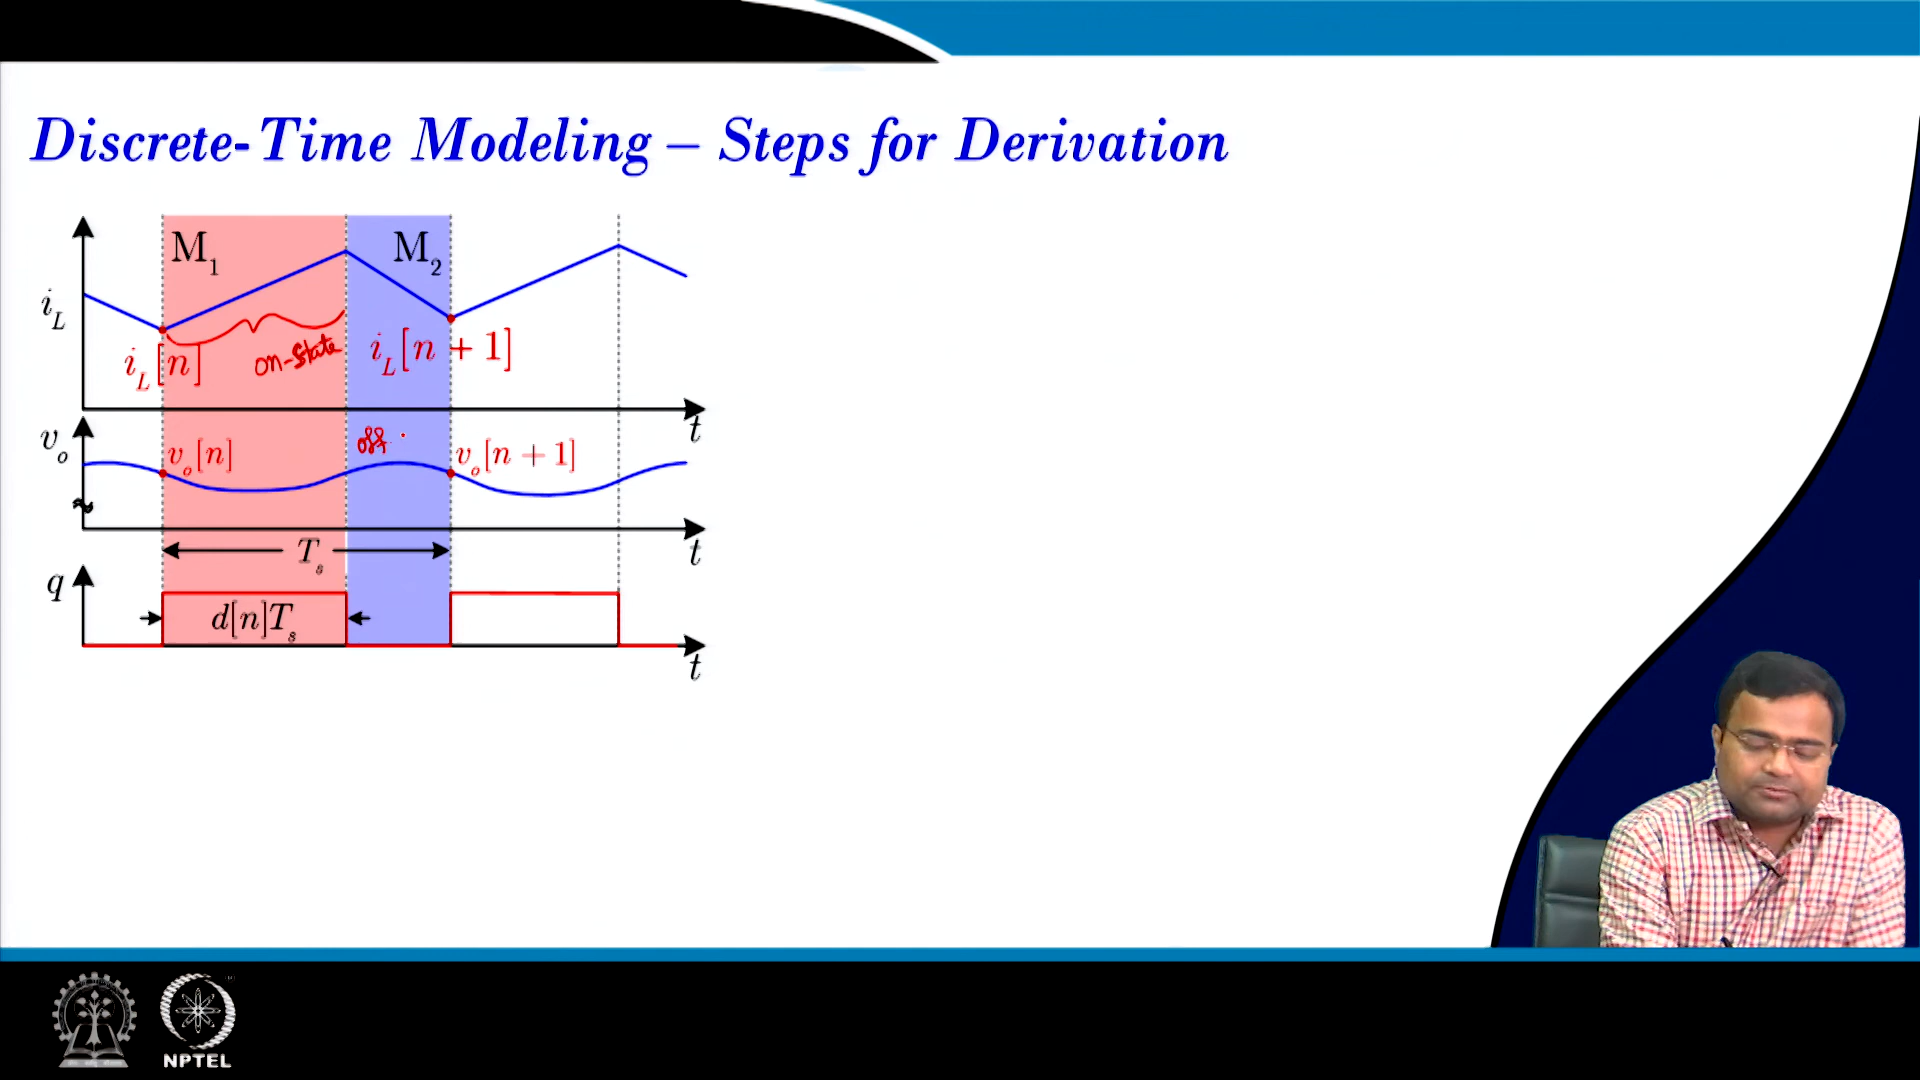 Discrete-Time Modeling – Steps for Derivation
M₁ M₂
i_L
i_L[n] on-state i_L[n + 1]
t
v_o v_o[n] off v_o[n + 1]
T_s t
q
d[n]T_s
t
NPTEL